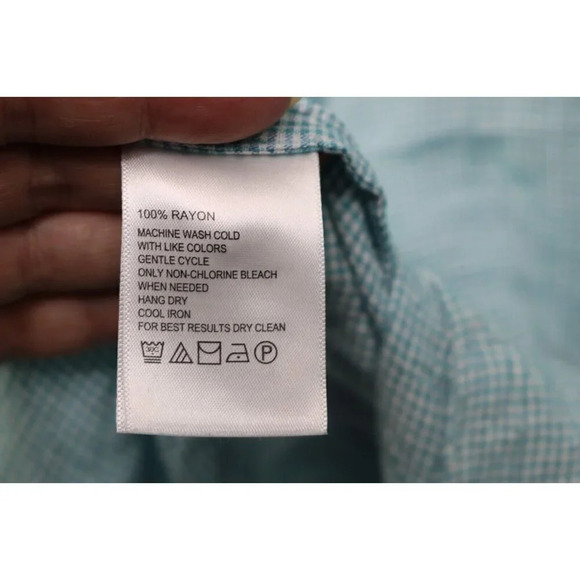 100% RAYON
MACHINE WASH COLD
WITH LIKE COLORS
GENTLE CYCLE
ONLY NON-CHLORINE BLEACH
WHEN NEEDED
HANG DRY
COOL IRON
FOR BEST RESULTS DRY CLEAN
30C P